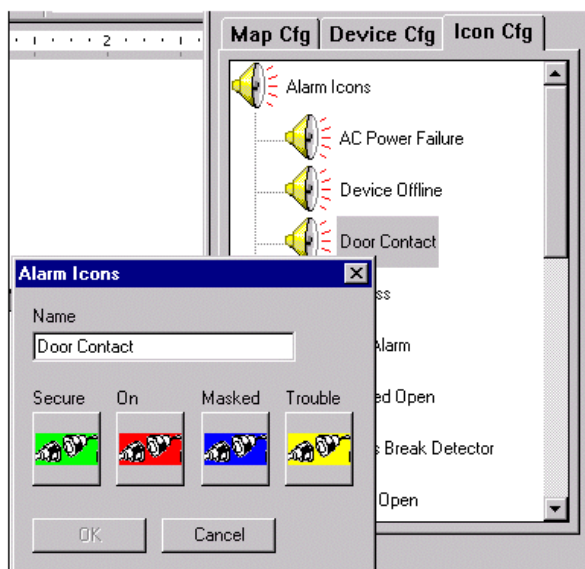 2
Map Cfg Device Cfg Icon Cfg
Alarm Icons
AC Power Failure
Device Offline
Door Contact
ss
Alarm
ed Open
s Break Detector
Open
Alarm Icons
Name
Door Contact
Secure On Masked Trouble
OK Cancel